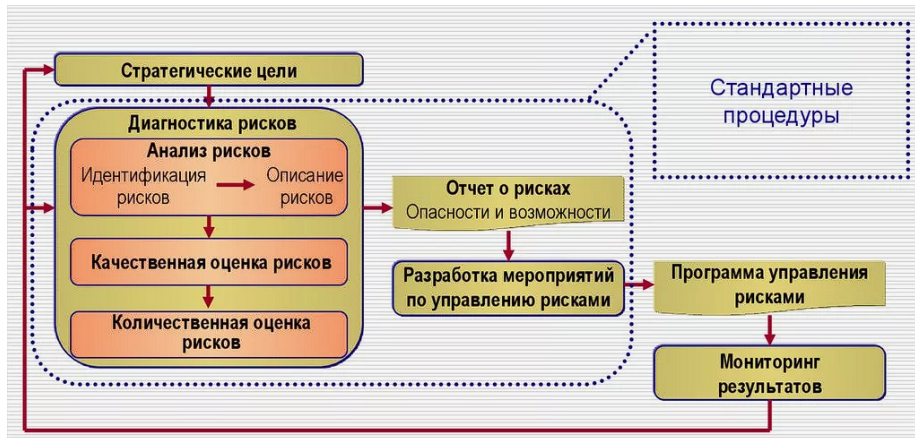 Стратегические цели
Стандартные
процедуры
Диагностика рисков
Анализ рисков
Идентификация
рисков
Описание
рисков
Качественная оценка рисков
Количественная оценка
рисков
Отчет о рисках
Опасности и возможности
Разработка мероприятий
по управлению рисками
Программа управления
рисками
Мониторинг
результатов